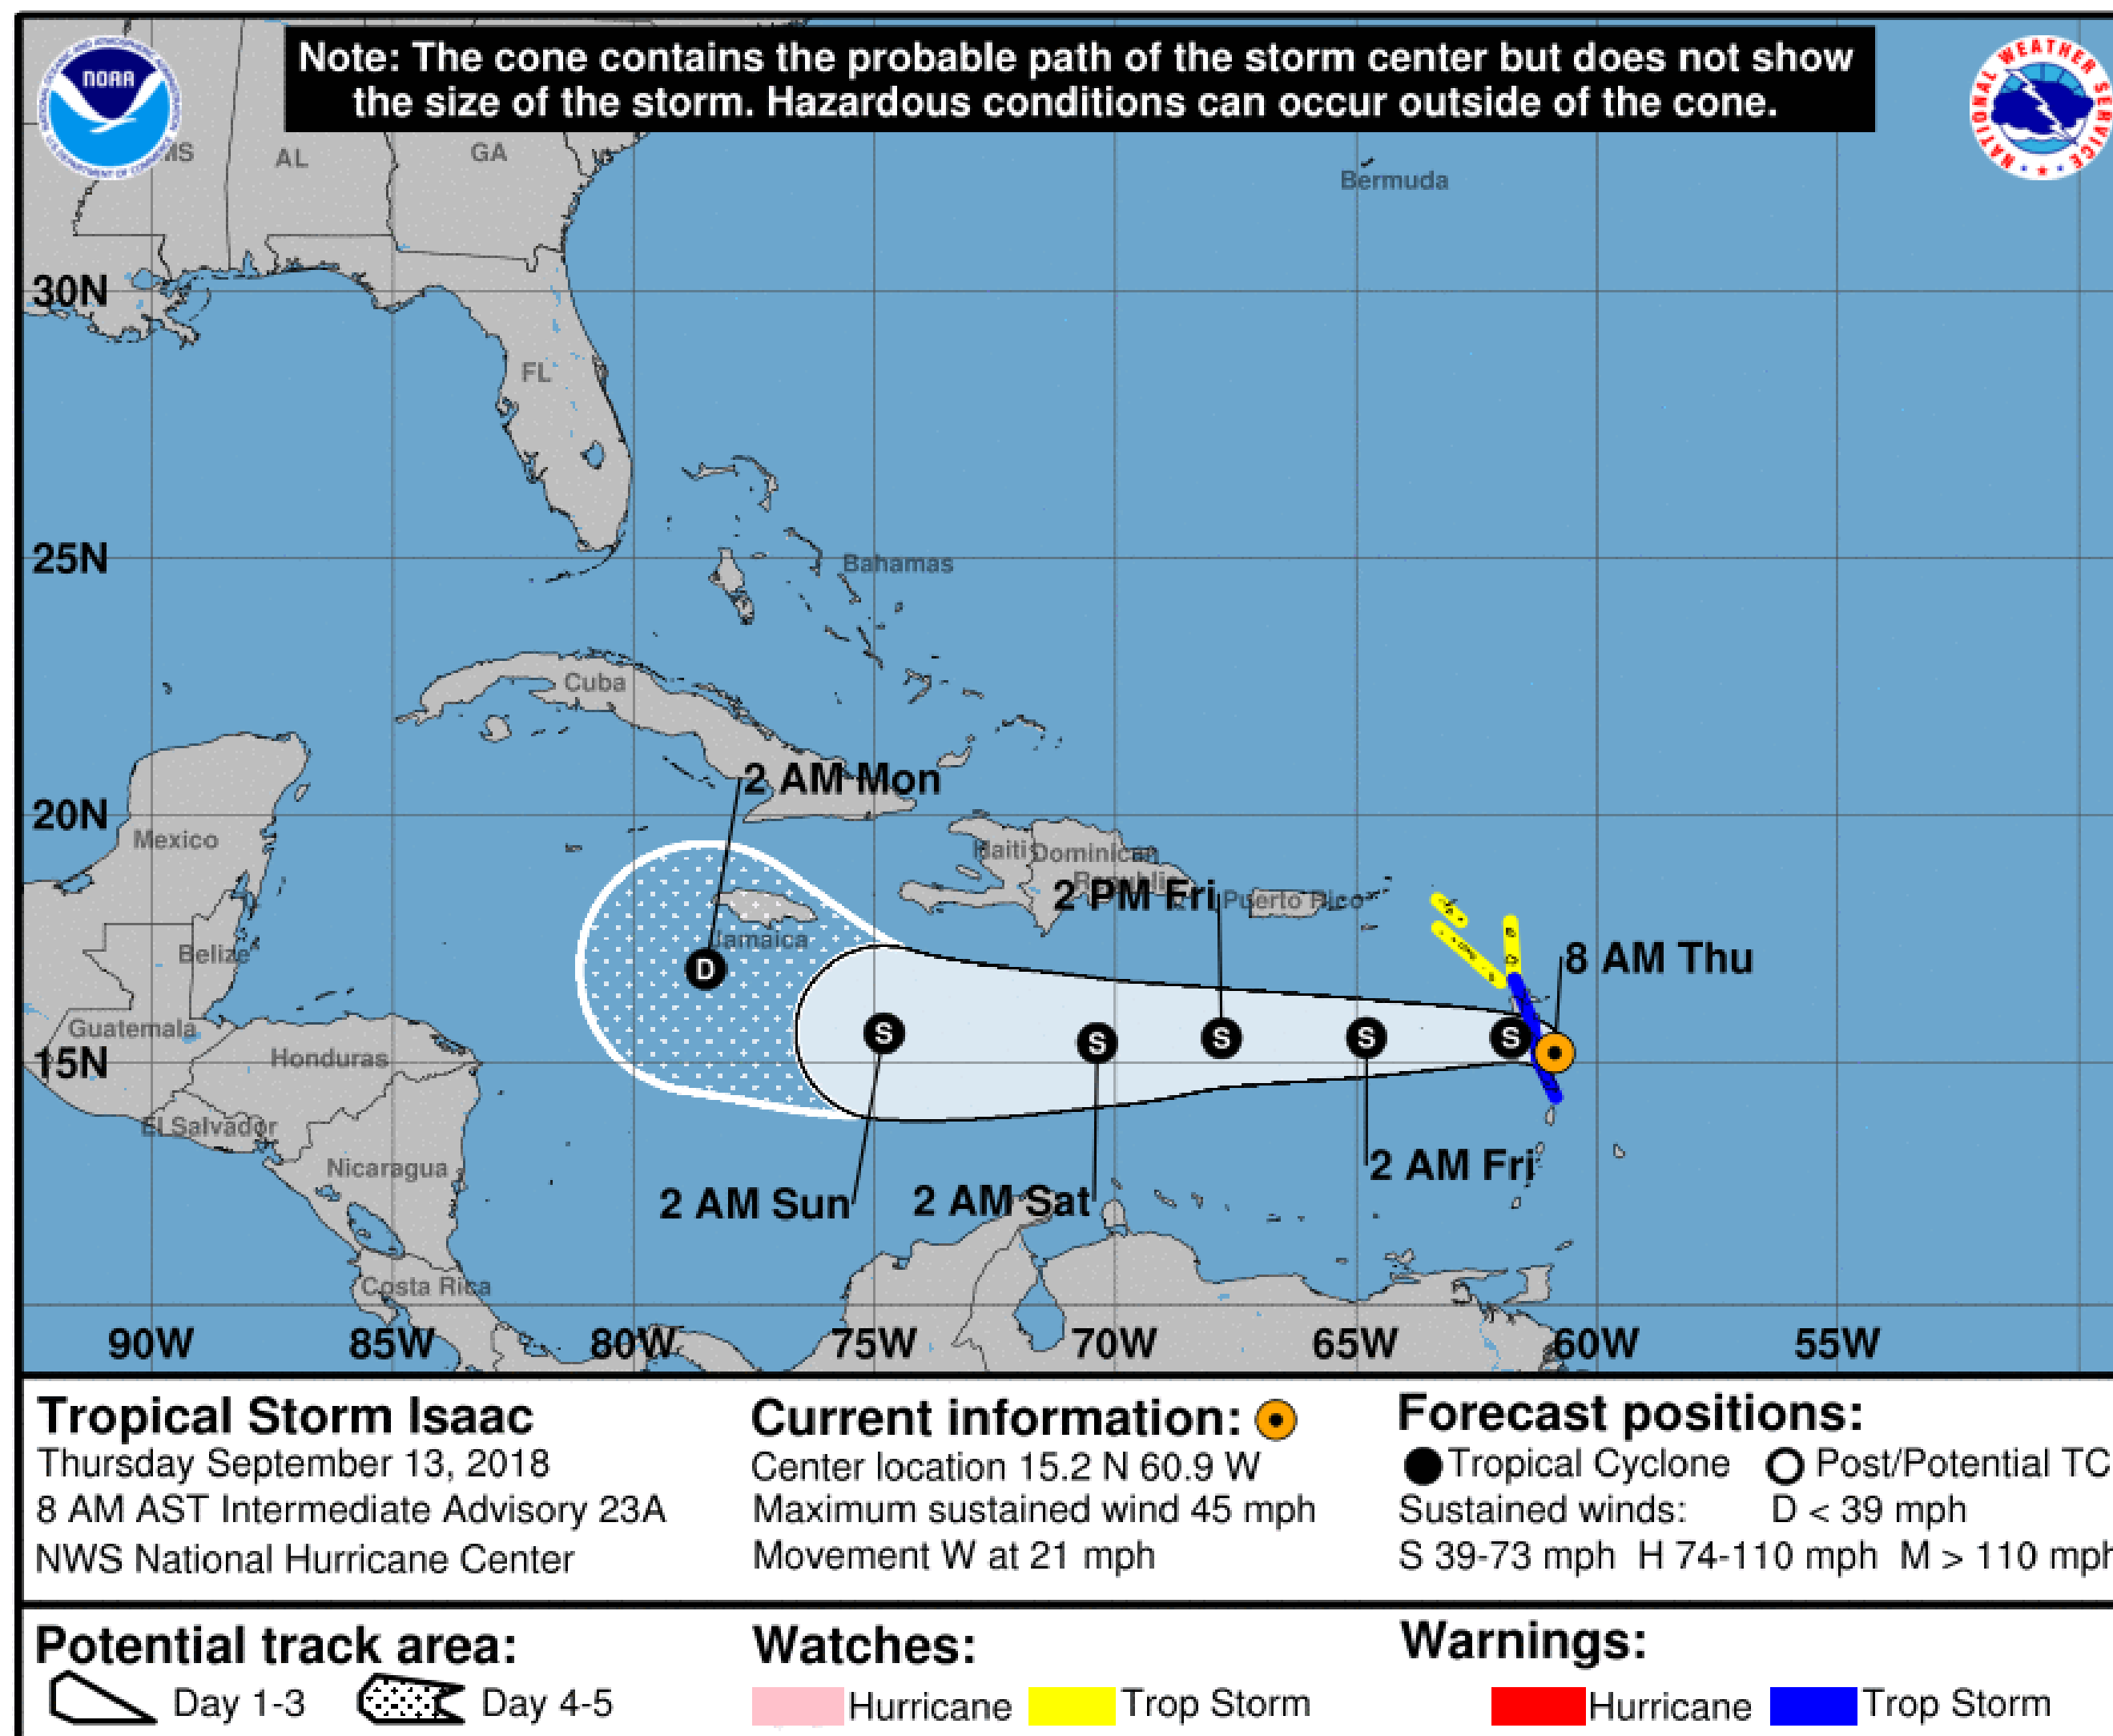 Note: The cone contains the probable path of the storm center but does not show
the size of the storm. Hazardous conditions can occur outside of the cone.
NOAA
NATIONAL WEATHER SERVICE
MS
AL
GA
Bermuda
30N
FL
25N
Bahamas
Cuba
2 AM Mon
20N
Mexico
Haiti
Dominican
Republic
2 PM Fri
Puerto Rico
Jamaica
Belize
8 AM Thu
D
Guatemala
S
S
S
S
S
Honduras
15N
El Salvador
Nicaragua
2 AM Fri
2 AM Sun
2 AM Sat
Costa Rica
90W
85W
80W
75W
70W
65W
60W
55W
Tropical Storm Isaac
Thursday September 13, 2018
8 AM AST Intermediate Advisory 23A
NWS National Hurricane Center
Current information:
Center location 15.2 N 60.9 W
Maximum sustained wind 45 mph
Movement W at 21 mph
Forecast positions:
Tropical Cyclone Post/Potential TC
Sustained winds: D < 39 mph
S 39-73 mph H 74-110 mph M > 110 mph
Potential track area:
Day 1-3 Day 4-5
Watches:
Hurricane Trop Storm
Warnings:
Hurricane Trop Storm